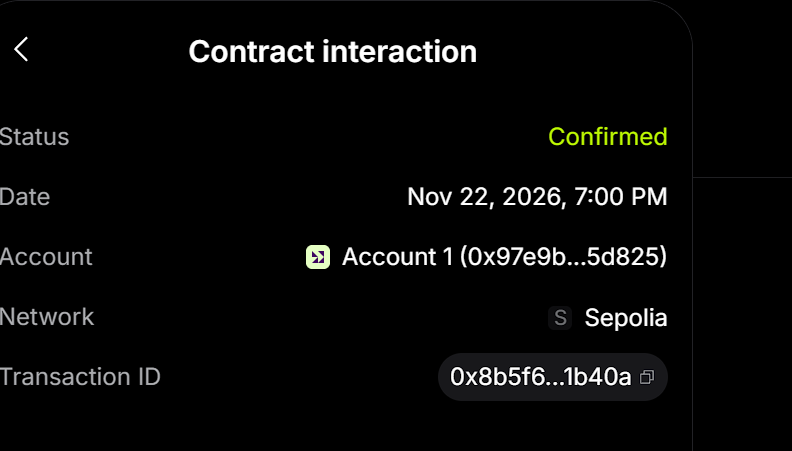 Contract interaction
Status Confirmed
Date Nov 22, 2026, 7:00 PM
Account Account 1 (0x97e9b...5d825)
Network S Sepolia
Transaction ID 0x8b5f6...1b40a